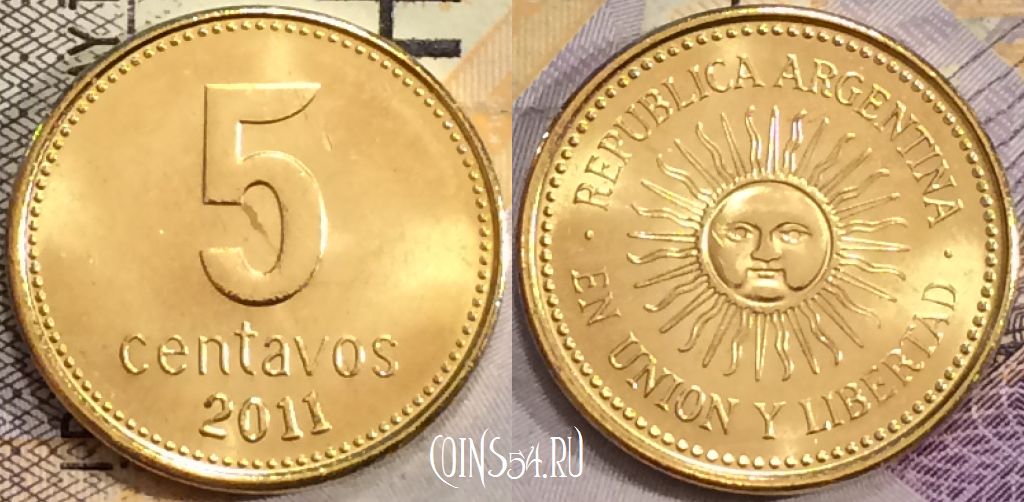 5
centavos
2011
· REPUBLICA ARGENTINA ·
EN UNION Y LIBERTAD
COINS54.RU